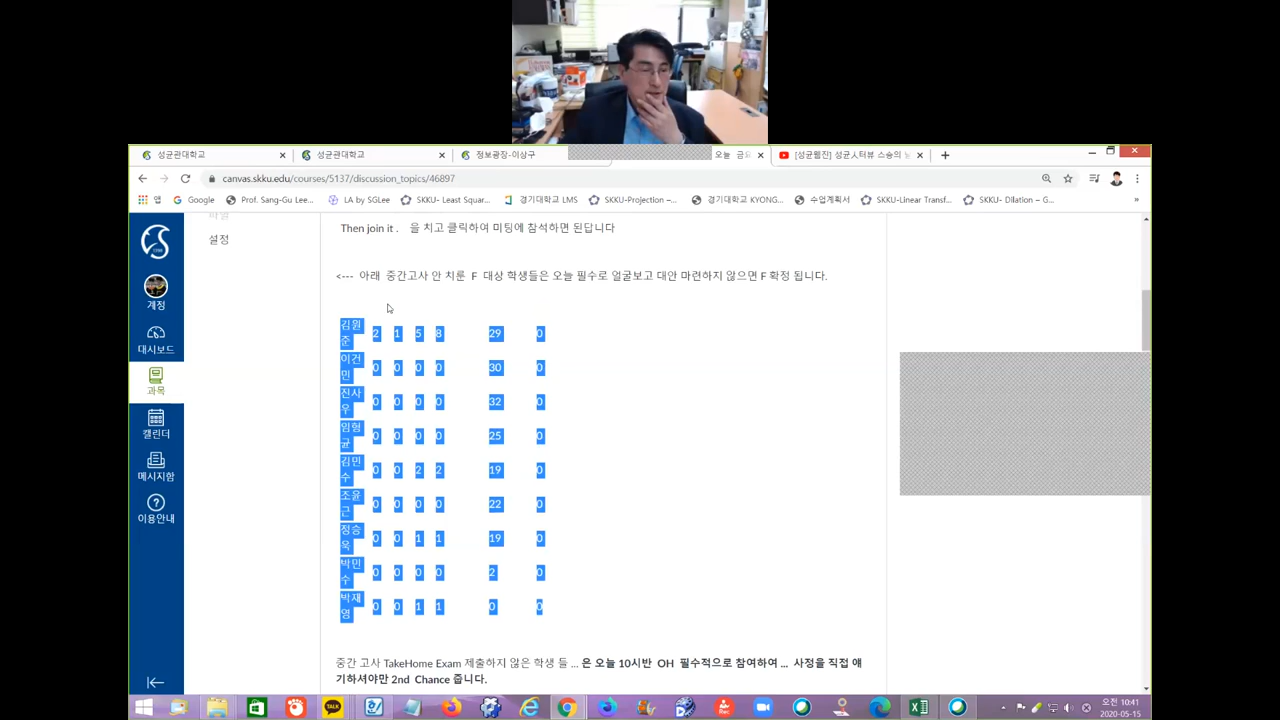 성균관대학교
성균관대학교
정보광장-이상구
오늘 금요
[성균웹진] 성균人터뷰 스승의 날
canvas.skku.edu/courses/5137/discussion_topics/46897
앱 Google Prof. Sang-Gu Lee... LA by SGLee SKKU- Least Squar... 경기대학교 LMS SKKU-Projection –... 경기대학교 KYONG... 수업계획서 SKKU-Linear Transf... SKKU- Dilation – G... »
파일
설정
계정
대시보드
과목
캘린더
메시지함
이용안내
Then join it . 을 치고 클릭하여 미팅에 참석하면 된답니다
<--- 아래 중간고사 안 치룬 F 대상 학생들은 오늘 필수로 얼굴보고 대안 마련하지 않으면 F 확정 됩니다.
김원준 2 1 5 8 29 0
이건민 0 0 0 0 30 0
진사우 0 0 0 0 32 0
임형균 0 0 0 0 25 0
김민수 0 0 2 2 19 0
조윤근 0 0 0 0 22 0
정승욱 0 0 1 1 19 0
박민수 0 0 0 0 2 0
박재영 0 0 1 1 0 0
중간 고사 TakeHome Exam 제출하지 않은 학생 들 ... 은 오늘 10시반 OH 필수적으로 참여하여 ... 사정을 직접 얘
기하셔야만 2nd Chance 줍니다.
TALK
오전 10:41
2020-05-15